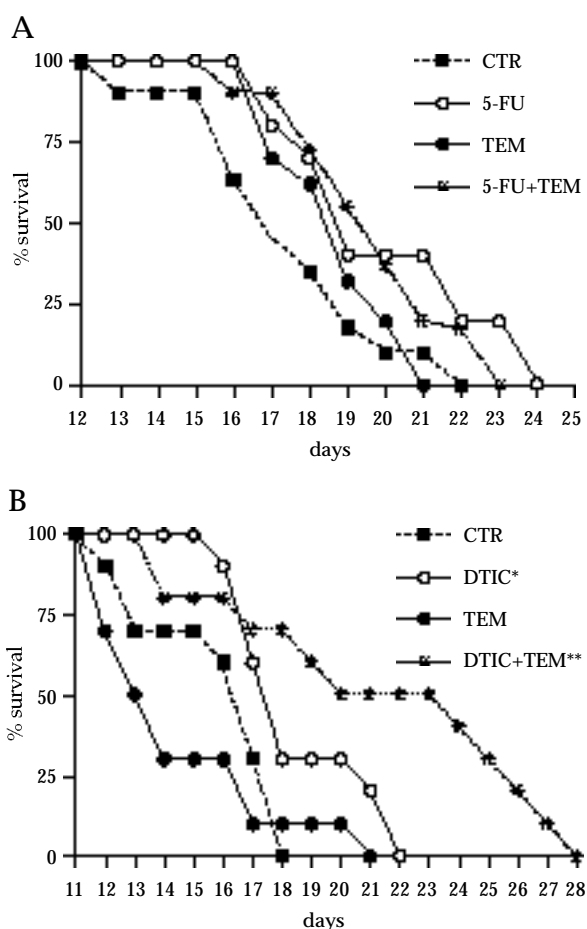 A
100
75
50
25
0
% survival
CTR
5-FU
TEM
5-FU+TEM
12 13 14 15 16 17 18 19 20 21 22 23 24 25
days
B
100
75
50
25
0
% survival
CTR
DTIC*
TEM
DTIC+TEM**
11 12 13 14 15 16 17 18 19 20 21 22 23 24 25 26 27 28
days